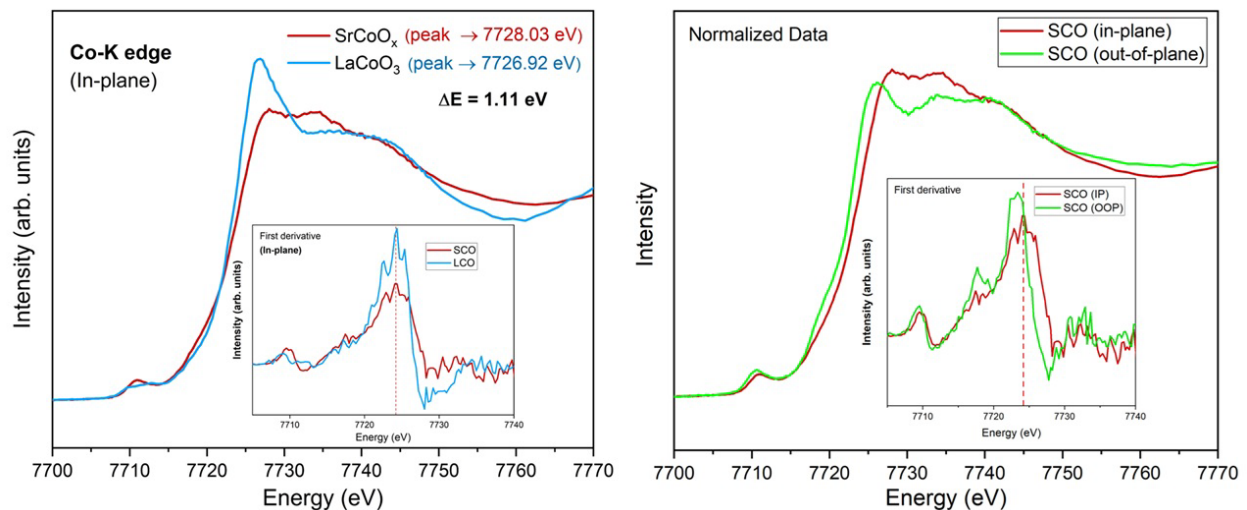 Co-K edge
(In-plane)
SrCoOₓ (peak → 7728.03 eV)
LaCoO₃ (peak → 7726.92 eV)
ΔE = 1.11 eV
Intensity (arb. units)
First derivative
(In-plane)
SCO
LCO
Intensity (arb. units)
7710 7720 7730 7740
Energy (eV)
7700 7710 7720 7730 7740 7750 7760 7770
Energy (eV)
Normalized Data
SCO (in-plane)
SCO (out-of-plane)
Intensity
First derivative
SCO (IP)
SCO (OOP)
Intensity (arb. units)
7710 7720 7730 7740
Energy (eV)
7700 7710 7720 7730 7740 7750 7760 7770
Energy (eV)